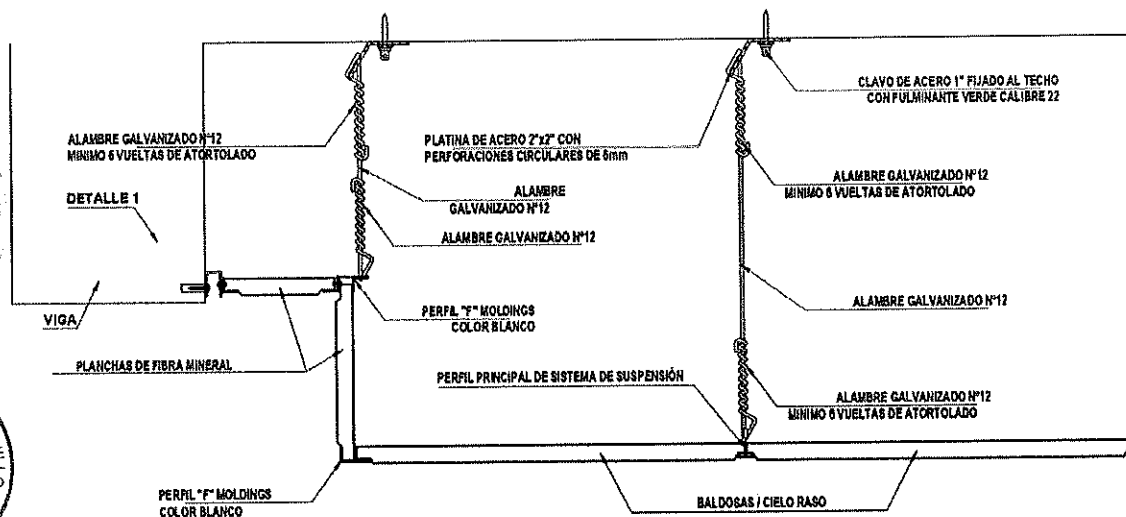 CLAVO DE ACERO 1" FIJADO AL TECHO
CON FULMINANTE VERDE CALIBRE 22
ALAMBRE GALVANIZADO N°12
MINIMO 6 VUELTAS DE ATORTOLADO
PLATINA DE ACERO 2"x2" CON
PERFORACIONES CIRCULARES DE 6mm
ALAMBRE GALVANIZADO N°12
MINIMO 6 VUELTAS DE ATORTOLADO
DETALLE 1
ALAMBRE
GALVANIZADO N°12
ALAMBRE GALVANIZADO N°12
ALAMBRE GALVANIZADO N°12
VIGA
PERFIL "F" MOLDINGS
COLOR BLANCO
PLANCHAS DE FIBRA MINERAL
PERFIL PRINCIPAL DE SISTEMA DE SUSPENSIÓN
ALAMBRE GALVANIZADO N°12
MINIMO 6 VUELTAS DE ATORTOLADO
PERFIL "F" MOLDINGS
COLOR BLANCO
BALDOSAS / CIELO RASO